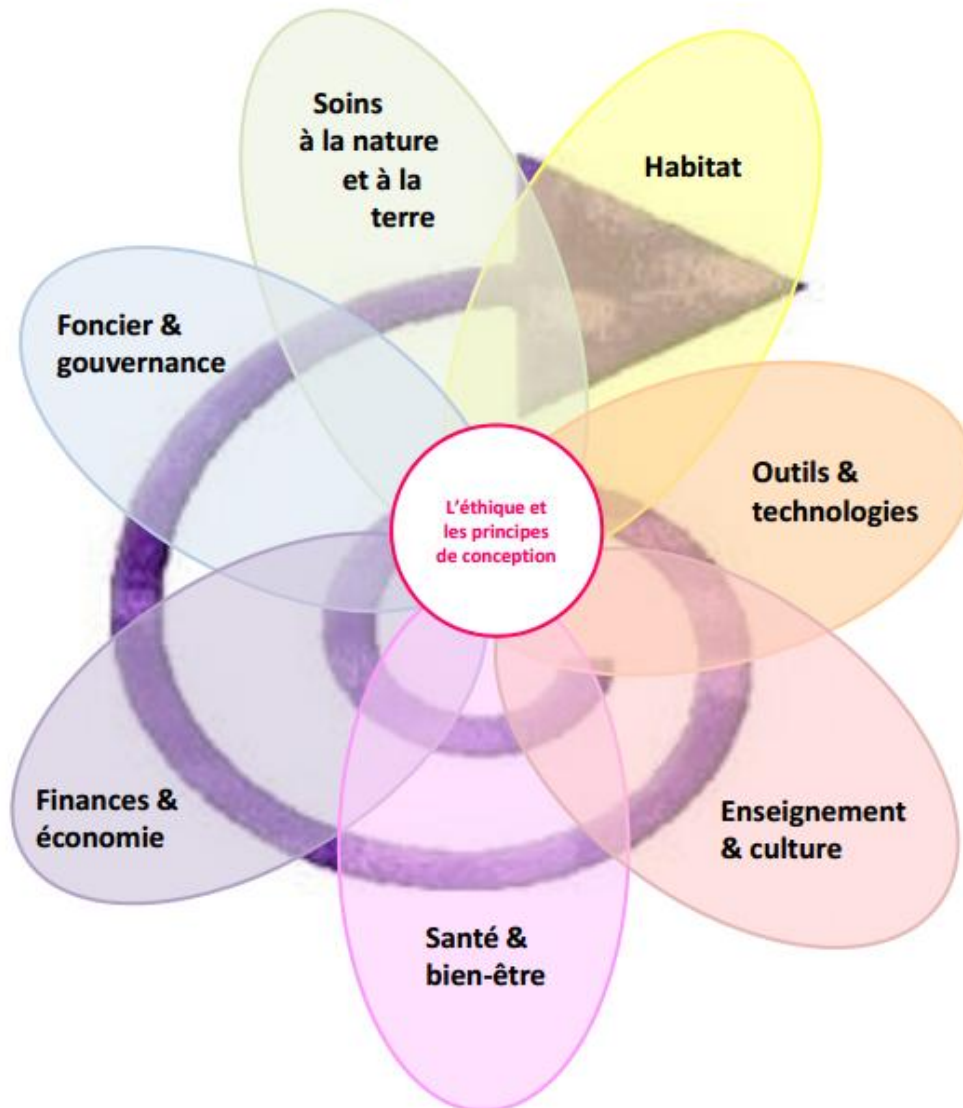 Soins
à la nature
et à la
terre
Habitat
Foncier &
gouvernance
Outils &
technologies
L'éthique et
les principes
de conception
Finances &
économie
Enseignement
& culture
Santé &
bien-être